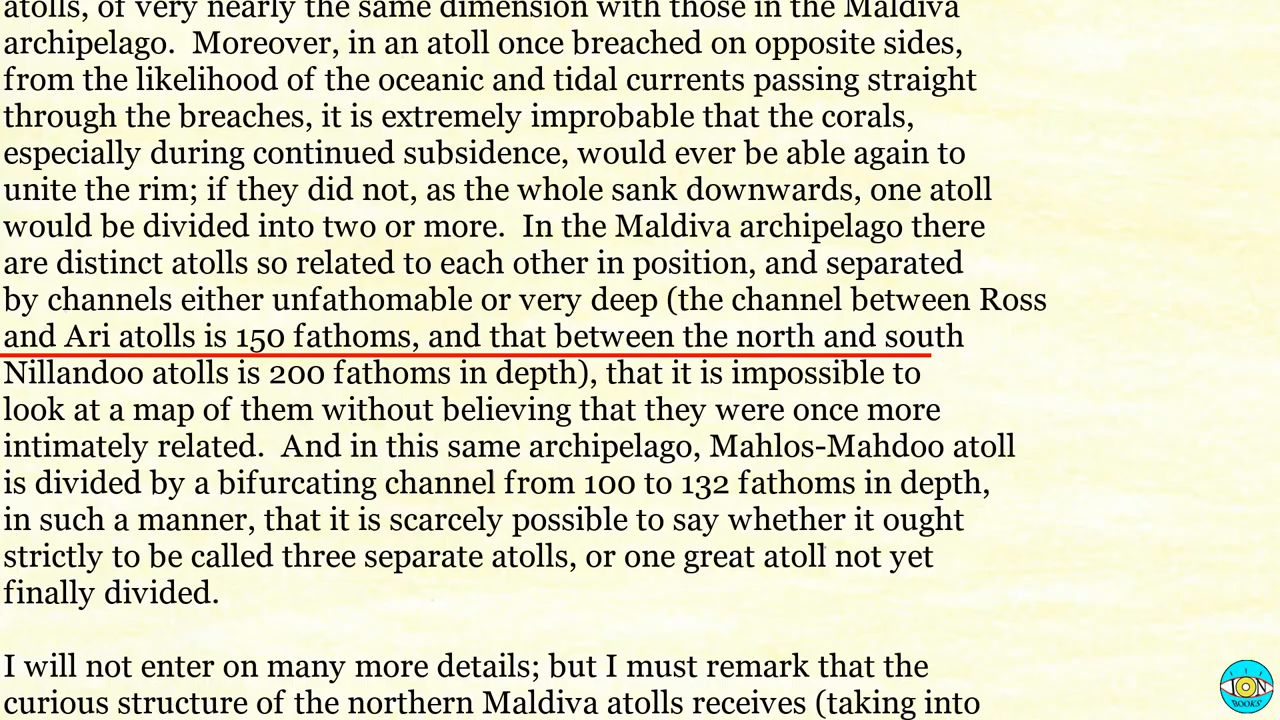 atolls, of very nearly the same dimension with those in the Maldiva
archipelago.  Moreover, in an atoll once breached on opposite sides,
from the likelihood of the oceanic and tidal currents passing straight
through the breaches, it is extremely improbable that the corals,
especially during continued subsidence, would ever be able again to
unite the rim; if they did not, as the whole sank downwards, one atoll
would be divided into two or more.  In the Maldiva archipelago there
are distinct atolls so related to each other in position, and separated
by channels either unfathomable or very deep (the channel between Ross
and Ari atolls is 150 fathoms, and that between the north and south
Nillandoo atolls is 200 fathoms in depth), that it is impossible to
look at a map of them without believing that they were once more
intimately related.  And in this same archipelago, Mahlos-Mahdoo atoll
is divided by a bifurcating channel from 100 to 132 fathoms in depth,
in such a manner, that it is scarcely possible to say whether it ought
strictly to be called three separate atolls, or one great atoll not yet
finally divided.
I will not enter on many more details; but I must remark that the
curious structure of the northern Maldiva atolls receives (taking into
ION
BOOKS